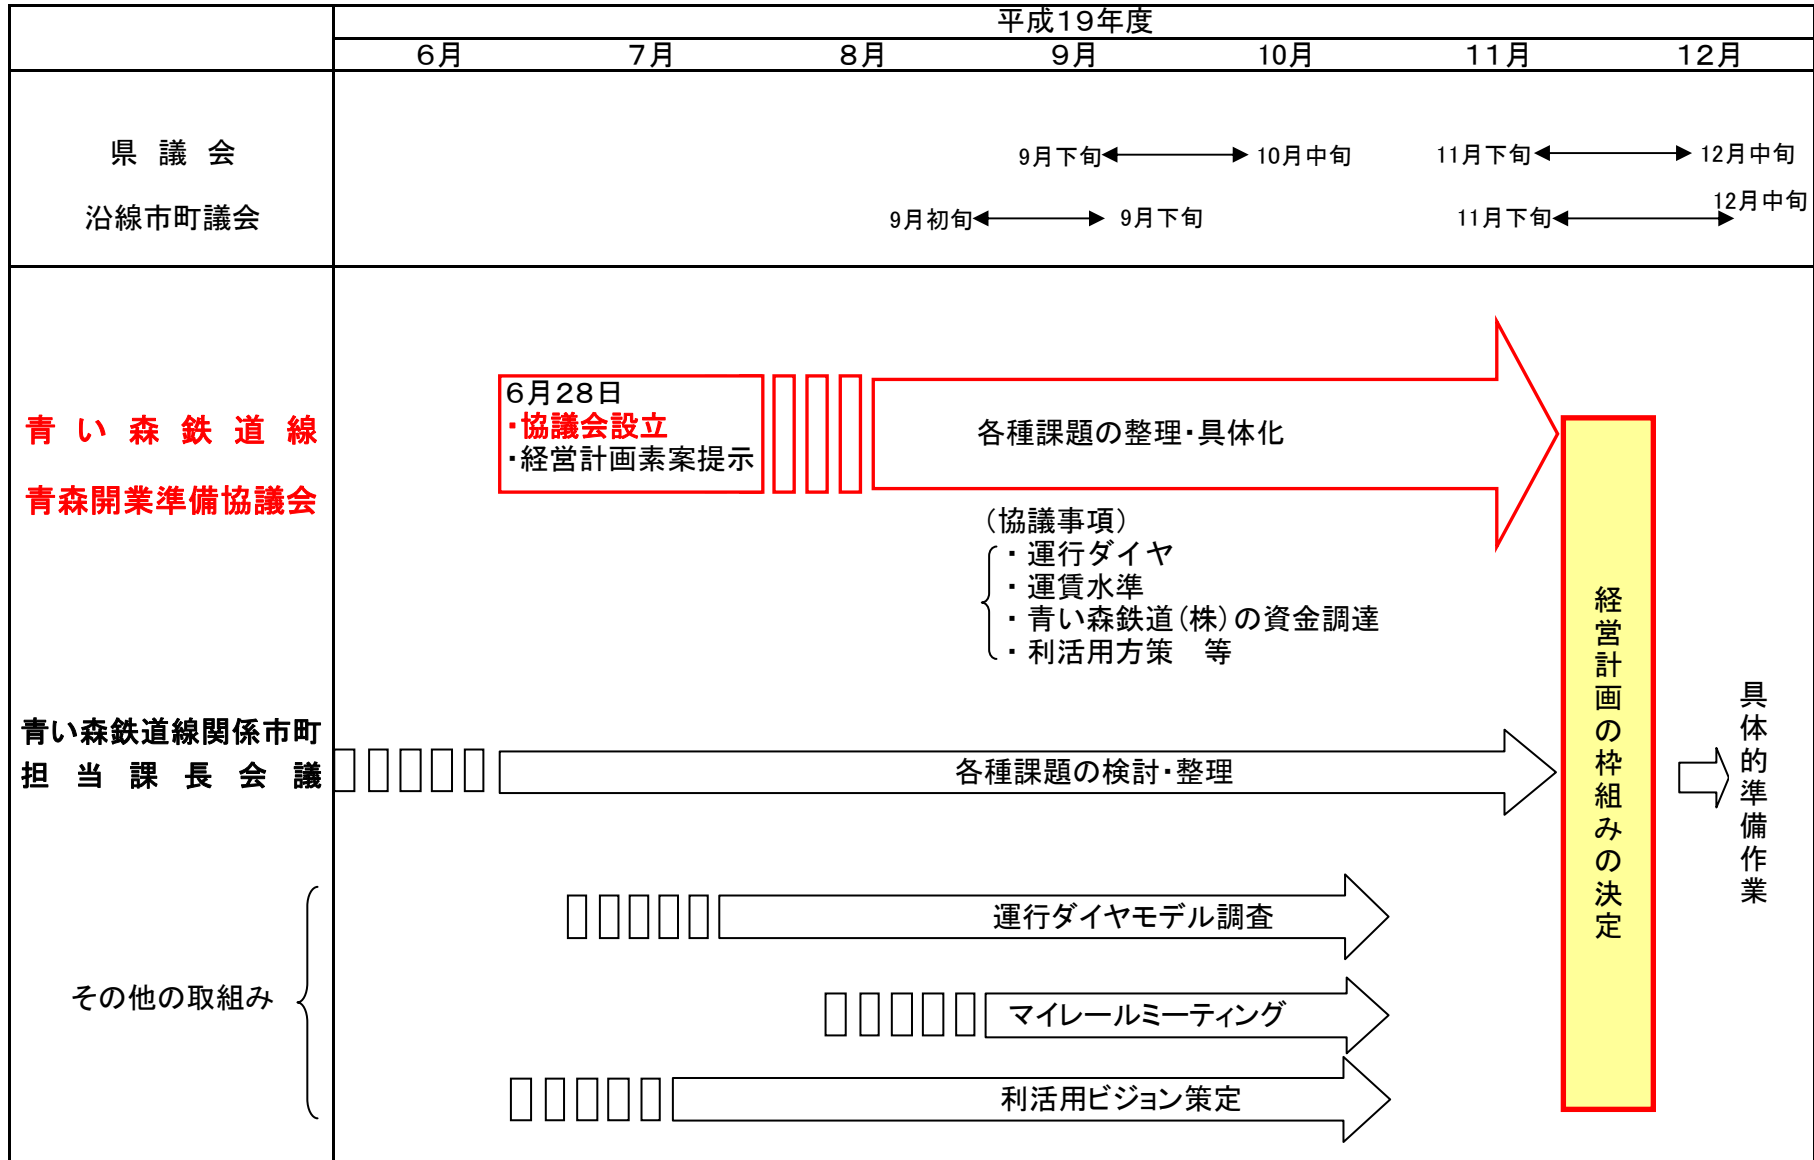 平成19年度
6月 7月 8月 9月 10月 11月 12月
県 議 会
9月下旬 10月中旬 11月下旬 12月中旬
沿線市町議会
9月初旬 9月下旬 11月下旬 12月中旬
青い森鉄道線
青森開業準備協議会
6月28日
・協議会設立
・経営計画素案提示
各種課題の整理・具体化
(協議事項)
・運行ダイヤ
・運賃水準
・青い森鉄道(株)の資金調達
・利活用方策 等
青い森鉄道線関係市町
担当課長会議
各種課題の検討・整理
経営計画の枠組みの決定
具体的準備作業
その他の取組み
運行ダイヤモデル調査
マイレールミーティング
利活用ビジョン策定